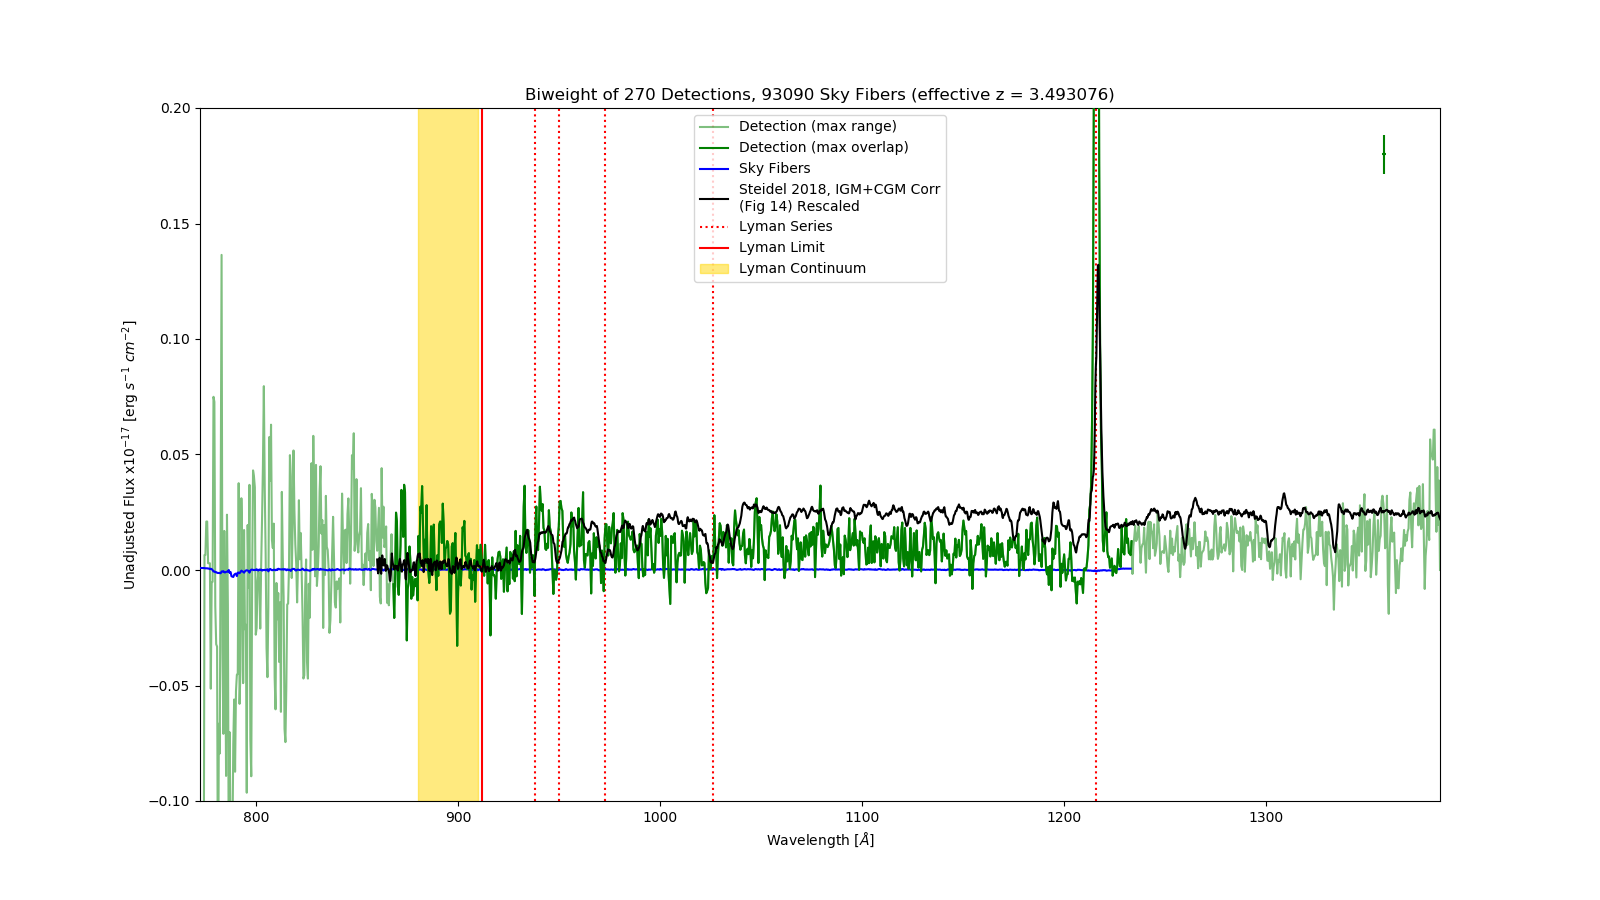 Biweight of 270 Detections, 93090 Sky Fibers (effective z = 3.493076)
Detection (max range)
Detection (max overlap)
Sky Fibers
Steidel 2018, IGM+CGM Corr
(Fig 14) Rescaled
Lyman Series
Lyman Limit
Lyman Continuum
Unadjusted Flux x10⁻¹⁷ [erg s⁻¹ cm⁻²]
0.20
0.15
0.10
0.05
0.00
−0.05
−0.10
800 900 1000 1100 1200 1300
Wavelength [Å]